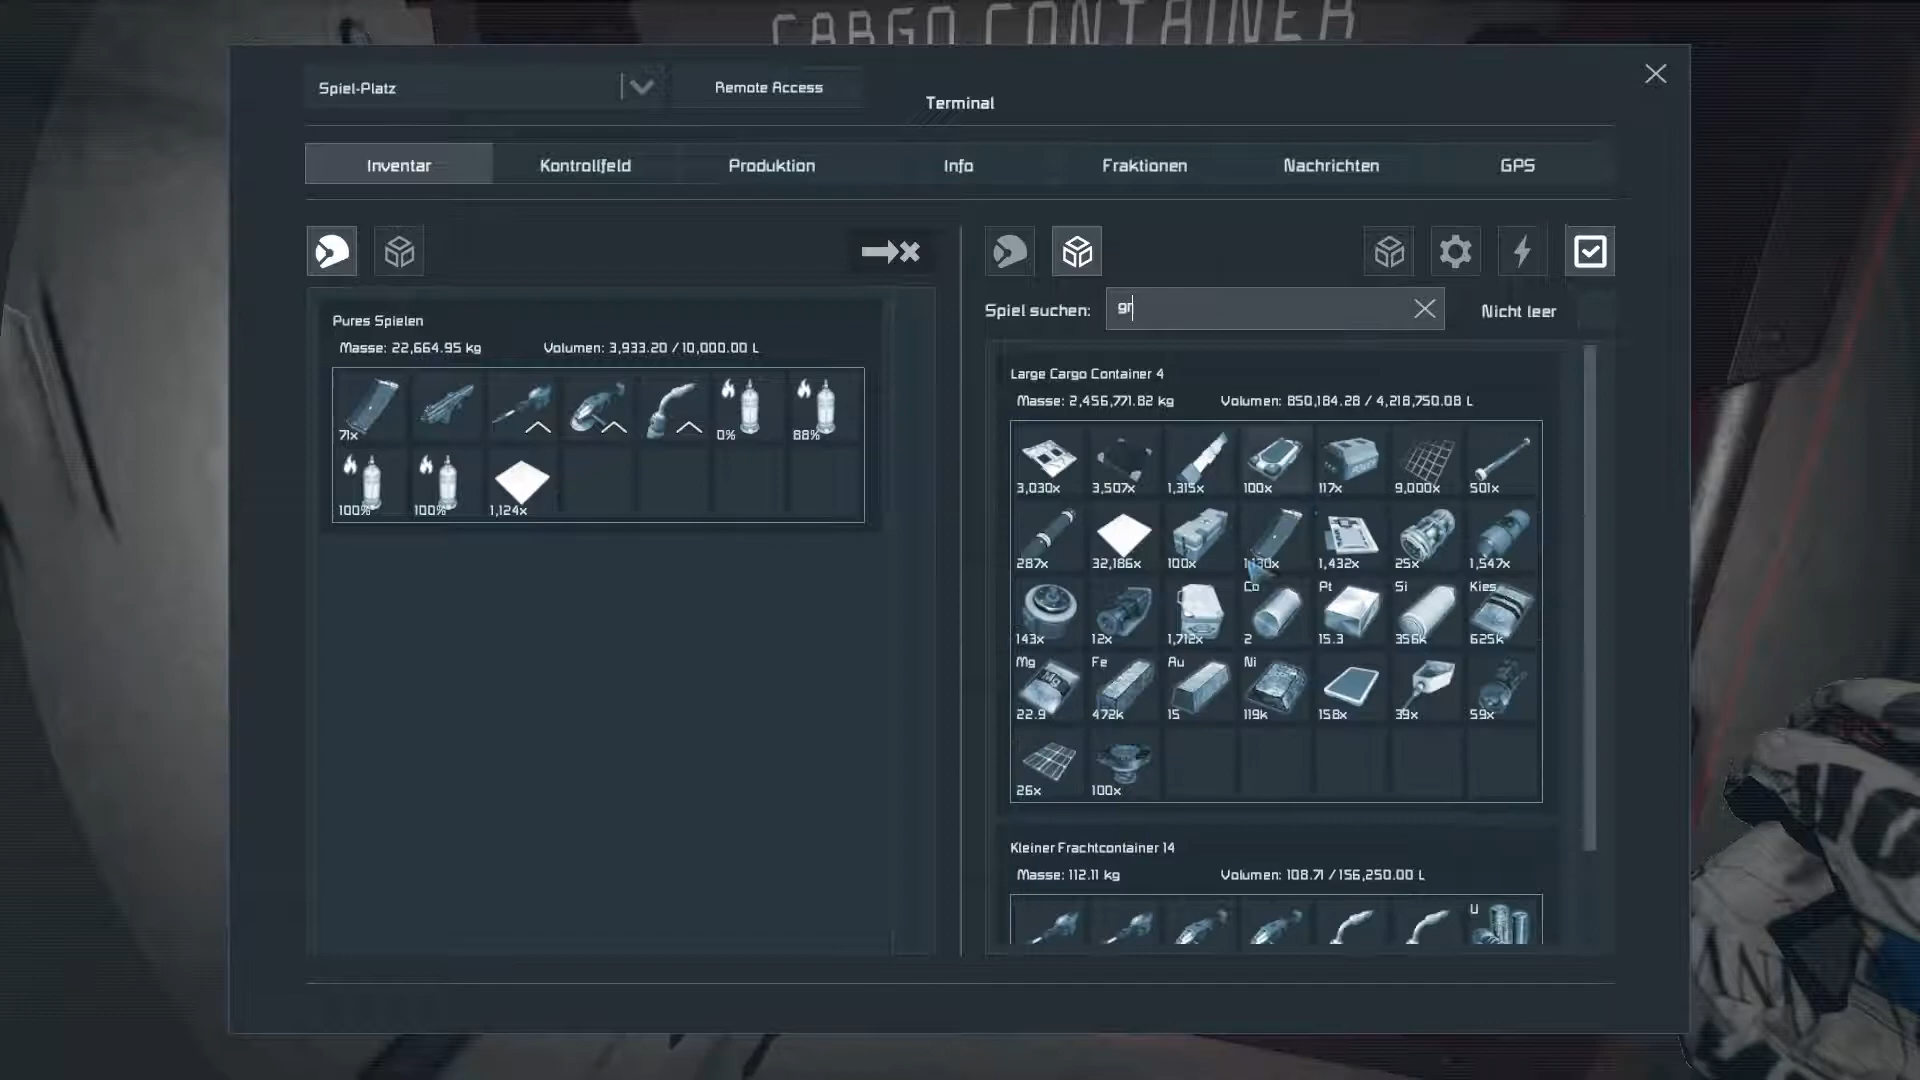 CARGO CONTAINER
Spiel-Platz
Remote Access
Terminal
Inventar
Kontrollfeld
Produktion
Info
Fraktionen
Nachrichten
GPS
Spiel suchen: gr
Nicht leer
Pures Spielen
Masse: 22,664.95 kg Volumen: 3,933.20 / 10,000.00 L
71x 0% 68%
100% 100% 1,124x
Large Cargo Container 4
Masse: 2,456,771.82 kg Volumen: 850,184.28 / 4,218,750.08 L
3,030x 3,507x 1,315x 100x 117x 9,000x 501x
POWER
287x 32,186x 100x 1,130x 1,432x 25x 1,547x
Co Pt Si Kies
143x 12x 1,712x 2 15.3 356k 625k
Mg Fe Au Ni
Mg
22.9 472k 15 119k 158x 39x 59x
26x 100x
Kleiner Frachtcontainer 14
Masse: 112.11 kg Volumen: 108.71 / 156,250.00 L
U